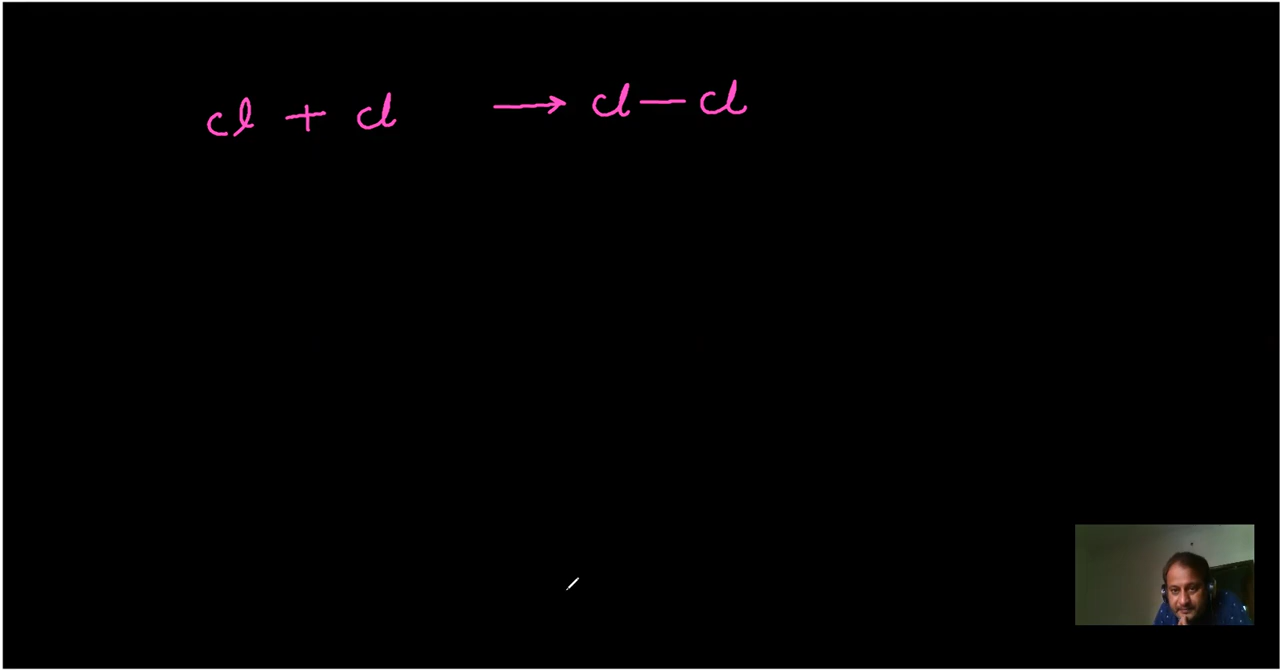 cl + cl → cl — cl